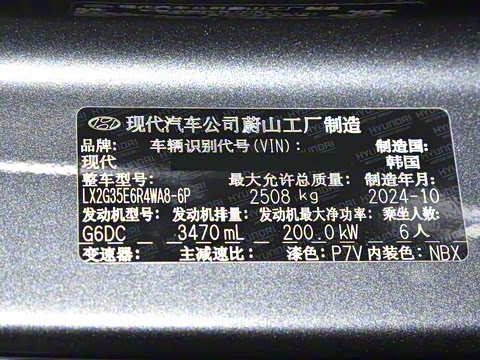 现代汽车公司蔚山工厂制造
品牌: 车辆识别代号(VIN): 制造国:
现代 韩国
整车型号: 最大允许总质量: 制造年月:
LX2G35E6R4WA8-6P 2508 kg 2024-10
发动机型号: 发动机排量: 发动机最大净功率: 乘坐人数:
G6DC 3470 mL 200.0 kW 6 人
变速器: 主减速比: 漆色: P7V 内装色: NBX